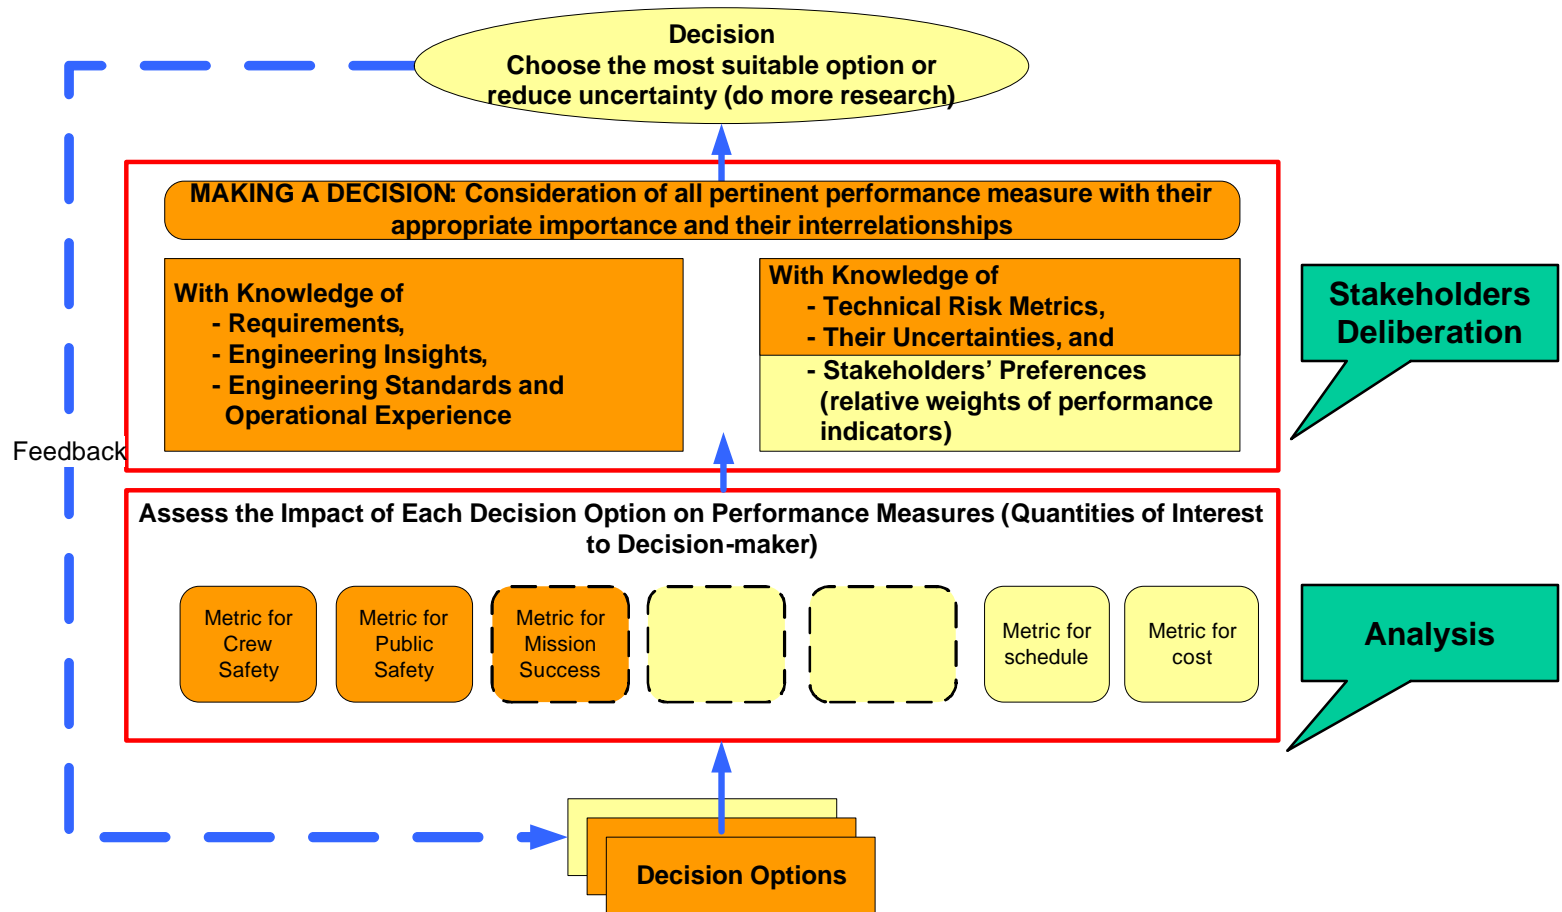 Decision
Choose the most suitable option or
reduce uncertainty (do more research)
MAKING A DECISION: Consideration of all pertinent performance measure with their
appropriate importance and their interrelationships
With Knowledge of
- Requirements,
- Engineering Insights,
- Engineering Standards and
Operational Experience
With Knowledge of
- Technical Risk Metrics,
- Their Uncertainties, and
- Stakeholders’ Preferences
(relative weights of performance
indicators)
Stakeholders
Deliberation
Feedback
Assess the Impact of Each Decision Option on Performance Measures (Quantities of Interest
to Decision-maker)
Metric for
Crew
Safety
Metric for
Public
Safety
Metric for
Mission
Success
Metric for
schedule
Metric for
cost
Analysis
Decision Options